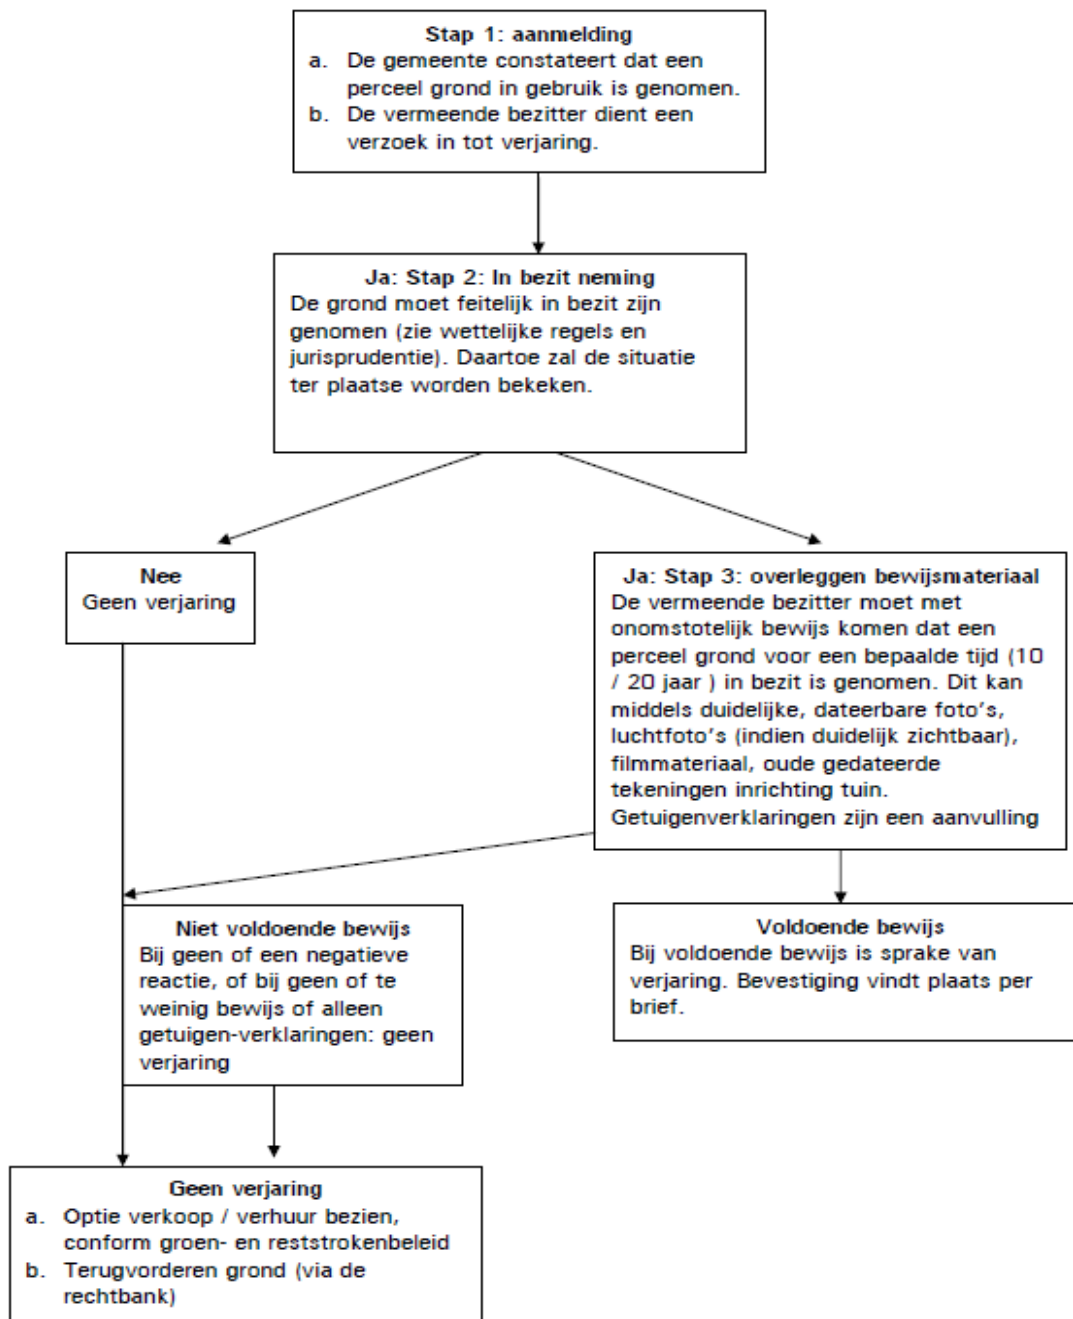 Stap 1: aanmelding
a. De gemeente constateert dat een
perceel grond in gebruik is genomen.
b. De vermeende bezitter dient een
verzoek in tot verjaring.
Ja: Stap 2: In bezit neming
De grond moet feitelijk in bezit zijn
genomen (zie wettelijke regels en
jurisprudentie). Daartoe zal de situatie
ter plaatse worden bekeken.
Nee
Geen verjaring
Ja: Stap 3: overleggen bewijsmateriaal
De vermeende bezitter moet met
onomstotelijk bewijs komen dat een
perceel grond voor een bepaalde tijd (10
/ 20 jaar ) in bezit is genomen. Dit kan
middels duidelijke, dateerbare foto's,
luchtfoto's (indien duidelijk zichtbaar),
filmmateriaal, oude gedateerde
tekeningen inrichting tuin.
Getuigenverklaringen zijn een aanvulling
Niet voldoende bewijs
Bij geen of een negatieve
reactie, of bij geen of te
weinig bewijs of alleen
getuigen-verklaringen: geen
verjaring
Voldoende bewijs
Bij voldoende bewijs is sprake van
verjaring. Bevestiging vindt plaats per
brief.
Geen verjaring
a. Optie verkoop / verhuur bezien,
conform groen- en reststrokenbeleid
b. Terugvorderen grond (via de
rechtbank)